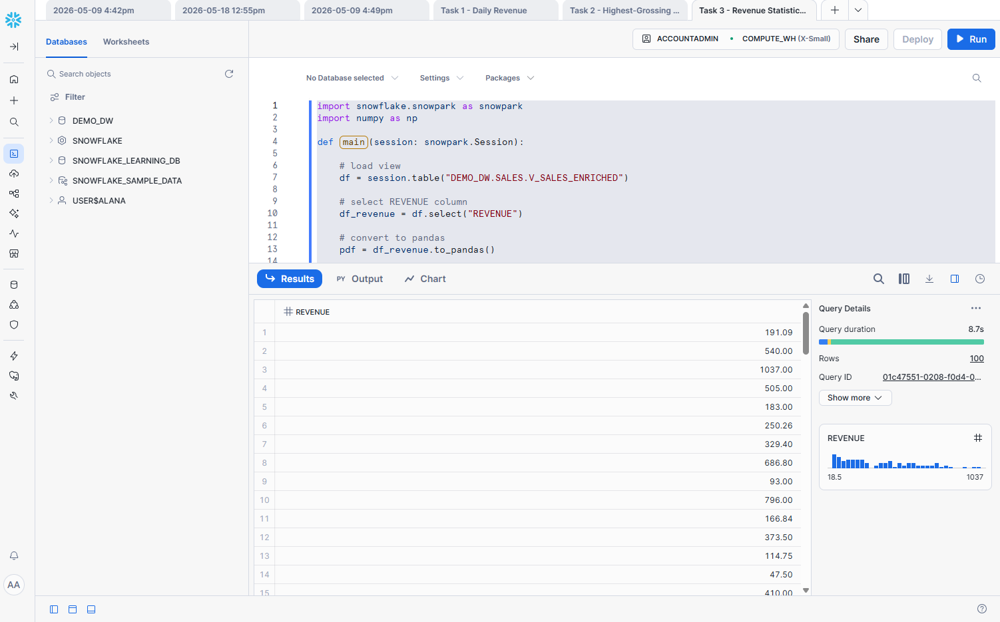 2026-05-09 4:42pm
2026-05-18 12:55pm
2026-05-09 4:49pm
Task 1 - Daily Revenue
Task 2 - Highest-Grossing ...
Task 3 - Revenue Statistic...
Databases
Worksheets
ACCOUNTADMIN
COMPUTE_WH (X-Small)
Share
Deploy
Run
Search objects
Filter
DEMO_DW
SNOWFLAKE
SNOWFLAKE_LEARNING_DB
SNOWFLAKE_SAMPLE_DATA
USER$ALANA
No Database selected
Settings
Packages
1 import snowflake.snowpark as snowpark
2 import numpy as np
3
4 def main(session: snowpark.Session):
5
6 # load view
7 df = session.table("DEMO_DW.SALES.V_SALES_ENRICHED")
8
9 # select REVENUE column
10 df_revenue = df.select("REVENUE")
11
12 # convert to pandas
13 pdf = df_revenue.to_pandas()
14
Results
PY Output
Chart
REVENUE
1 191.09
2 540.00
3 1037.00
4 505.00
5 183.00
6 250.26
7 329.40
8 686.80
9 93.00
10 796.00
11 166.84
12 373.50
13 114.75
14 47.50
15 410.00
Query Details
Query duration 8.7s
Rows 100
Query ID 01c47551-0208-f0d4-0...
Show more
REVENUE
18.5 1037
AA